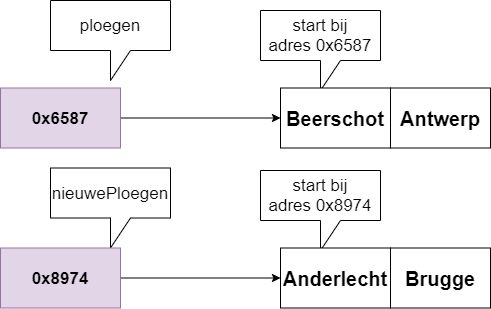 ploegen
start bij
adres 0x6587
0x6587
Beerschot Antwerp
nieuwePloegen
start bij
adres 0x8974
0x8974
Anderlecht Brugge